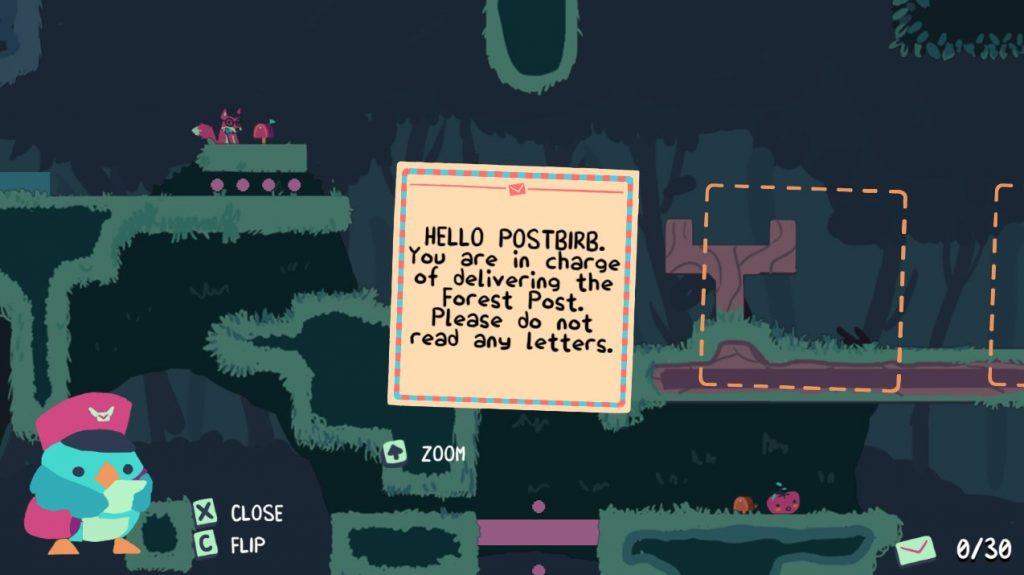 HELLO POSTBIRB.
You are in charge
of delivering the
Forest Post.
Please do not
read any letters.
ZOOM
X CLOSE
C FLIP
0/30